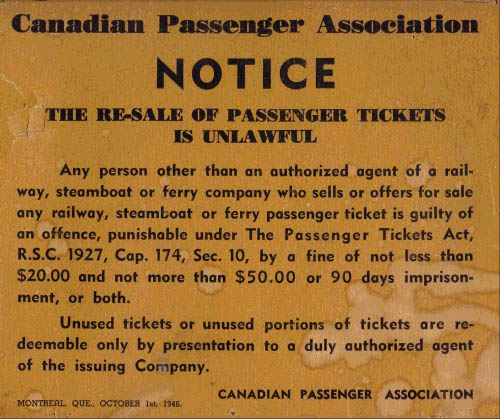 Canadian Passenger Association
NOTICE
THE RE-SALE OF PASSENGER TICKETS
IS UNLAWFUL
Any person other than an authorized agent of a rail-
way, steamboat or ferry company who sells or offers for sale
any railway, steamboat or ferry passenger ticket is guilty of
an offence, punishable under The Passenger Tickets Act,
R.S.C. 1927, Cap. 174, Sec. 10, by a fine of not less than
$20.00 and not more than $50.00 or 90 days imprison-
ment, or both.
Unused tickets or unused portions of tickets are re-
deemable only by presentation to a duly authorized agent
of the issuing Company.
CANADIAN PASSENGER ASSOCIATION
MONTREAL, QUE., OCTOBER 1st, 1946.